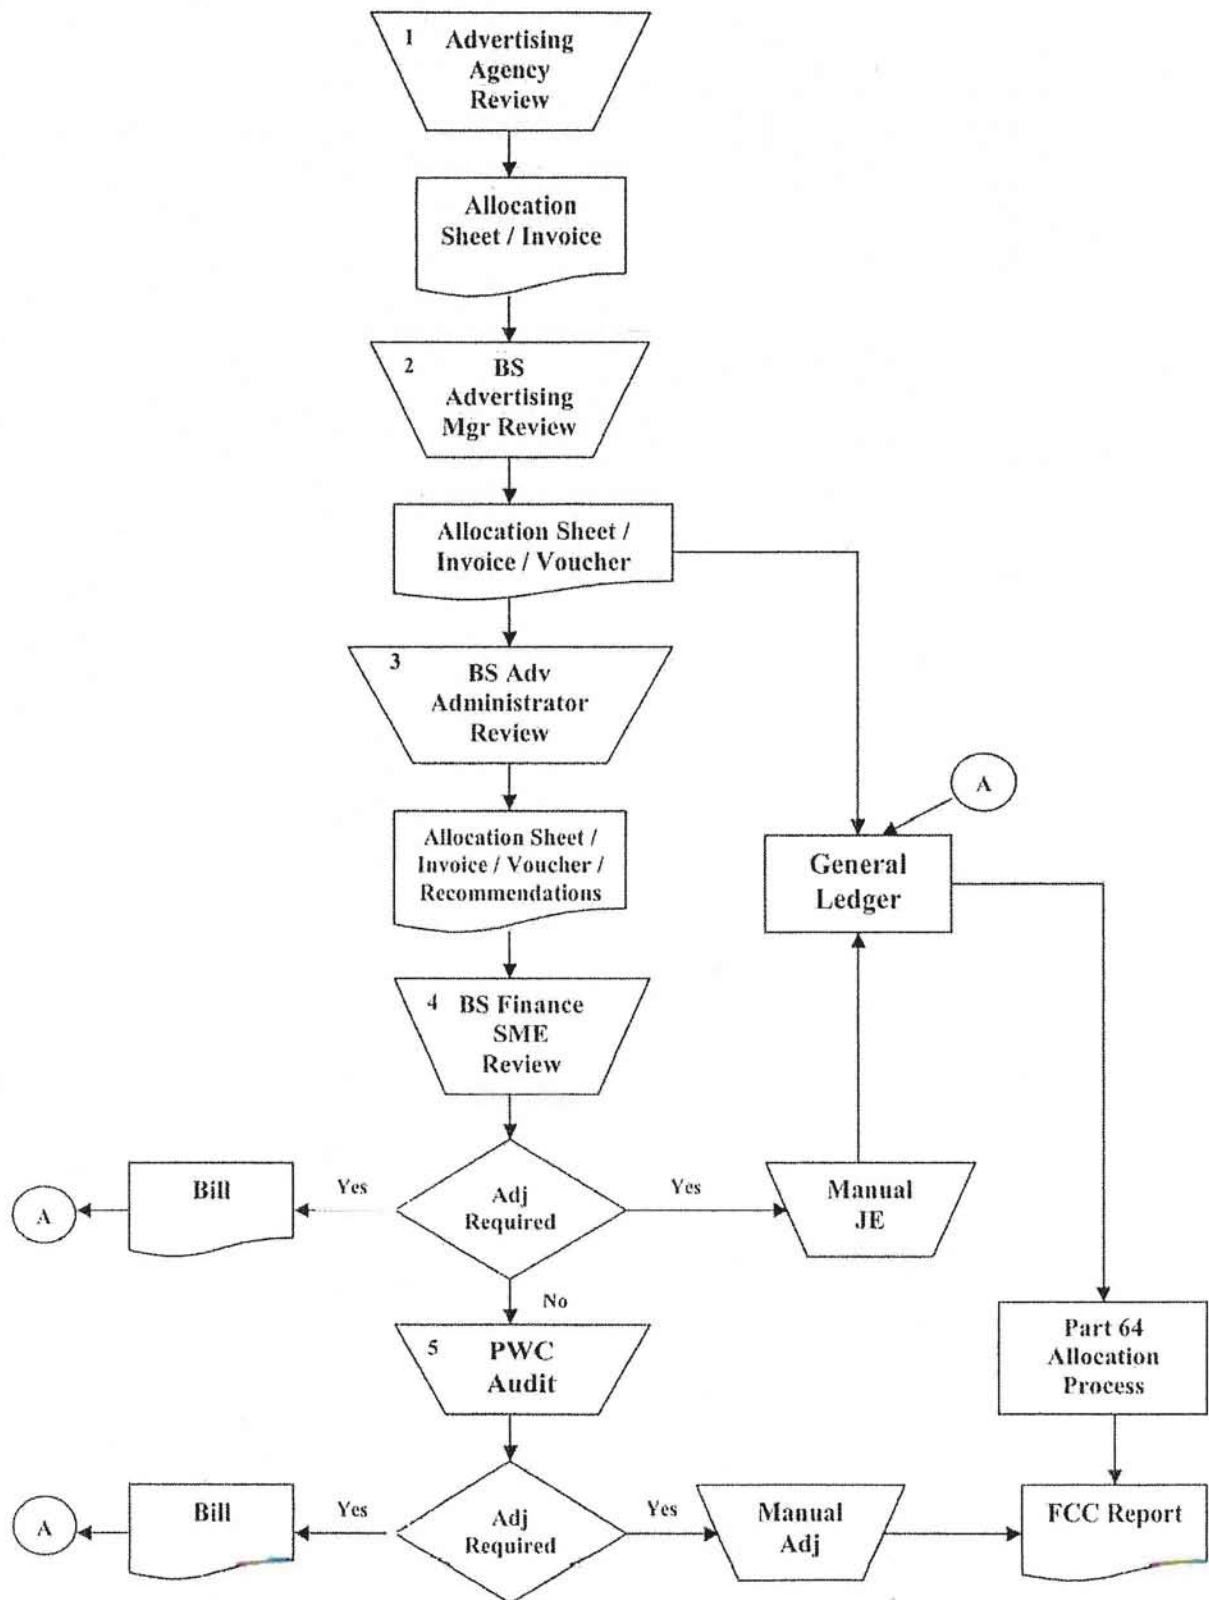 1 Advertising
Agency
Review
Allocation
Sheet / Invoice
2 BS
Advertising
Mgr Review
Allocation Sheet /
Invoice / Voucher
3 BS Adv
Administrator
Review
A
Allocation Sheet /
Invoice / Voucher /
Recommendations
General
Ledger
4 BS Finance
SME
Review
A
Bill
Yes
Adj
Required
Yes
Manual
JE
No
5 PWC
Audit
Part 64
Allocation
Process
A
Bill
Yes
Adj
Required
Yes
Manual
Adj
FCC Report